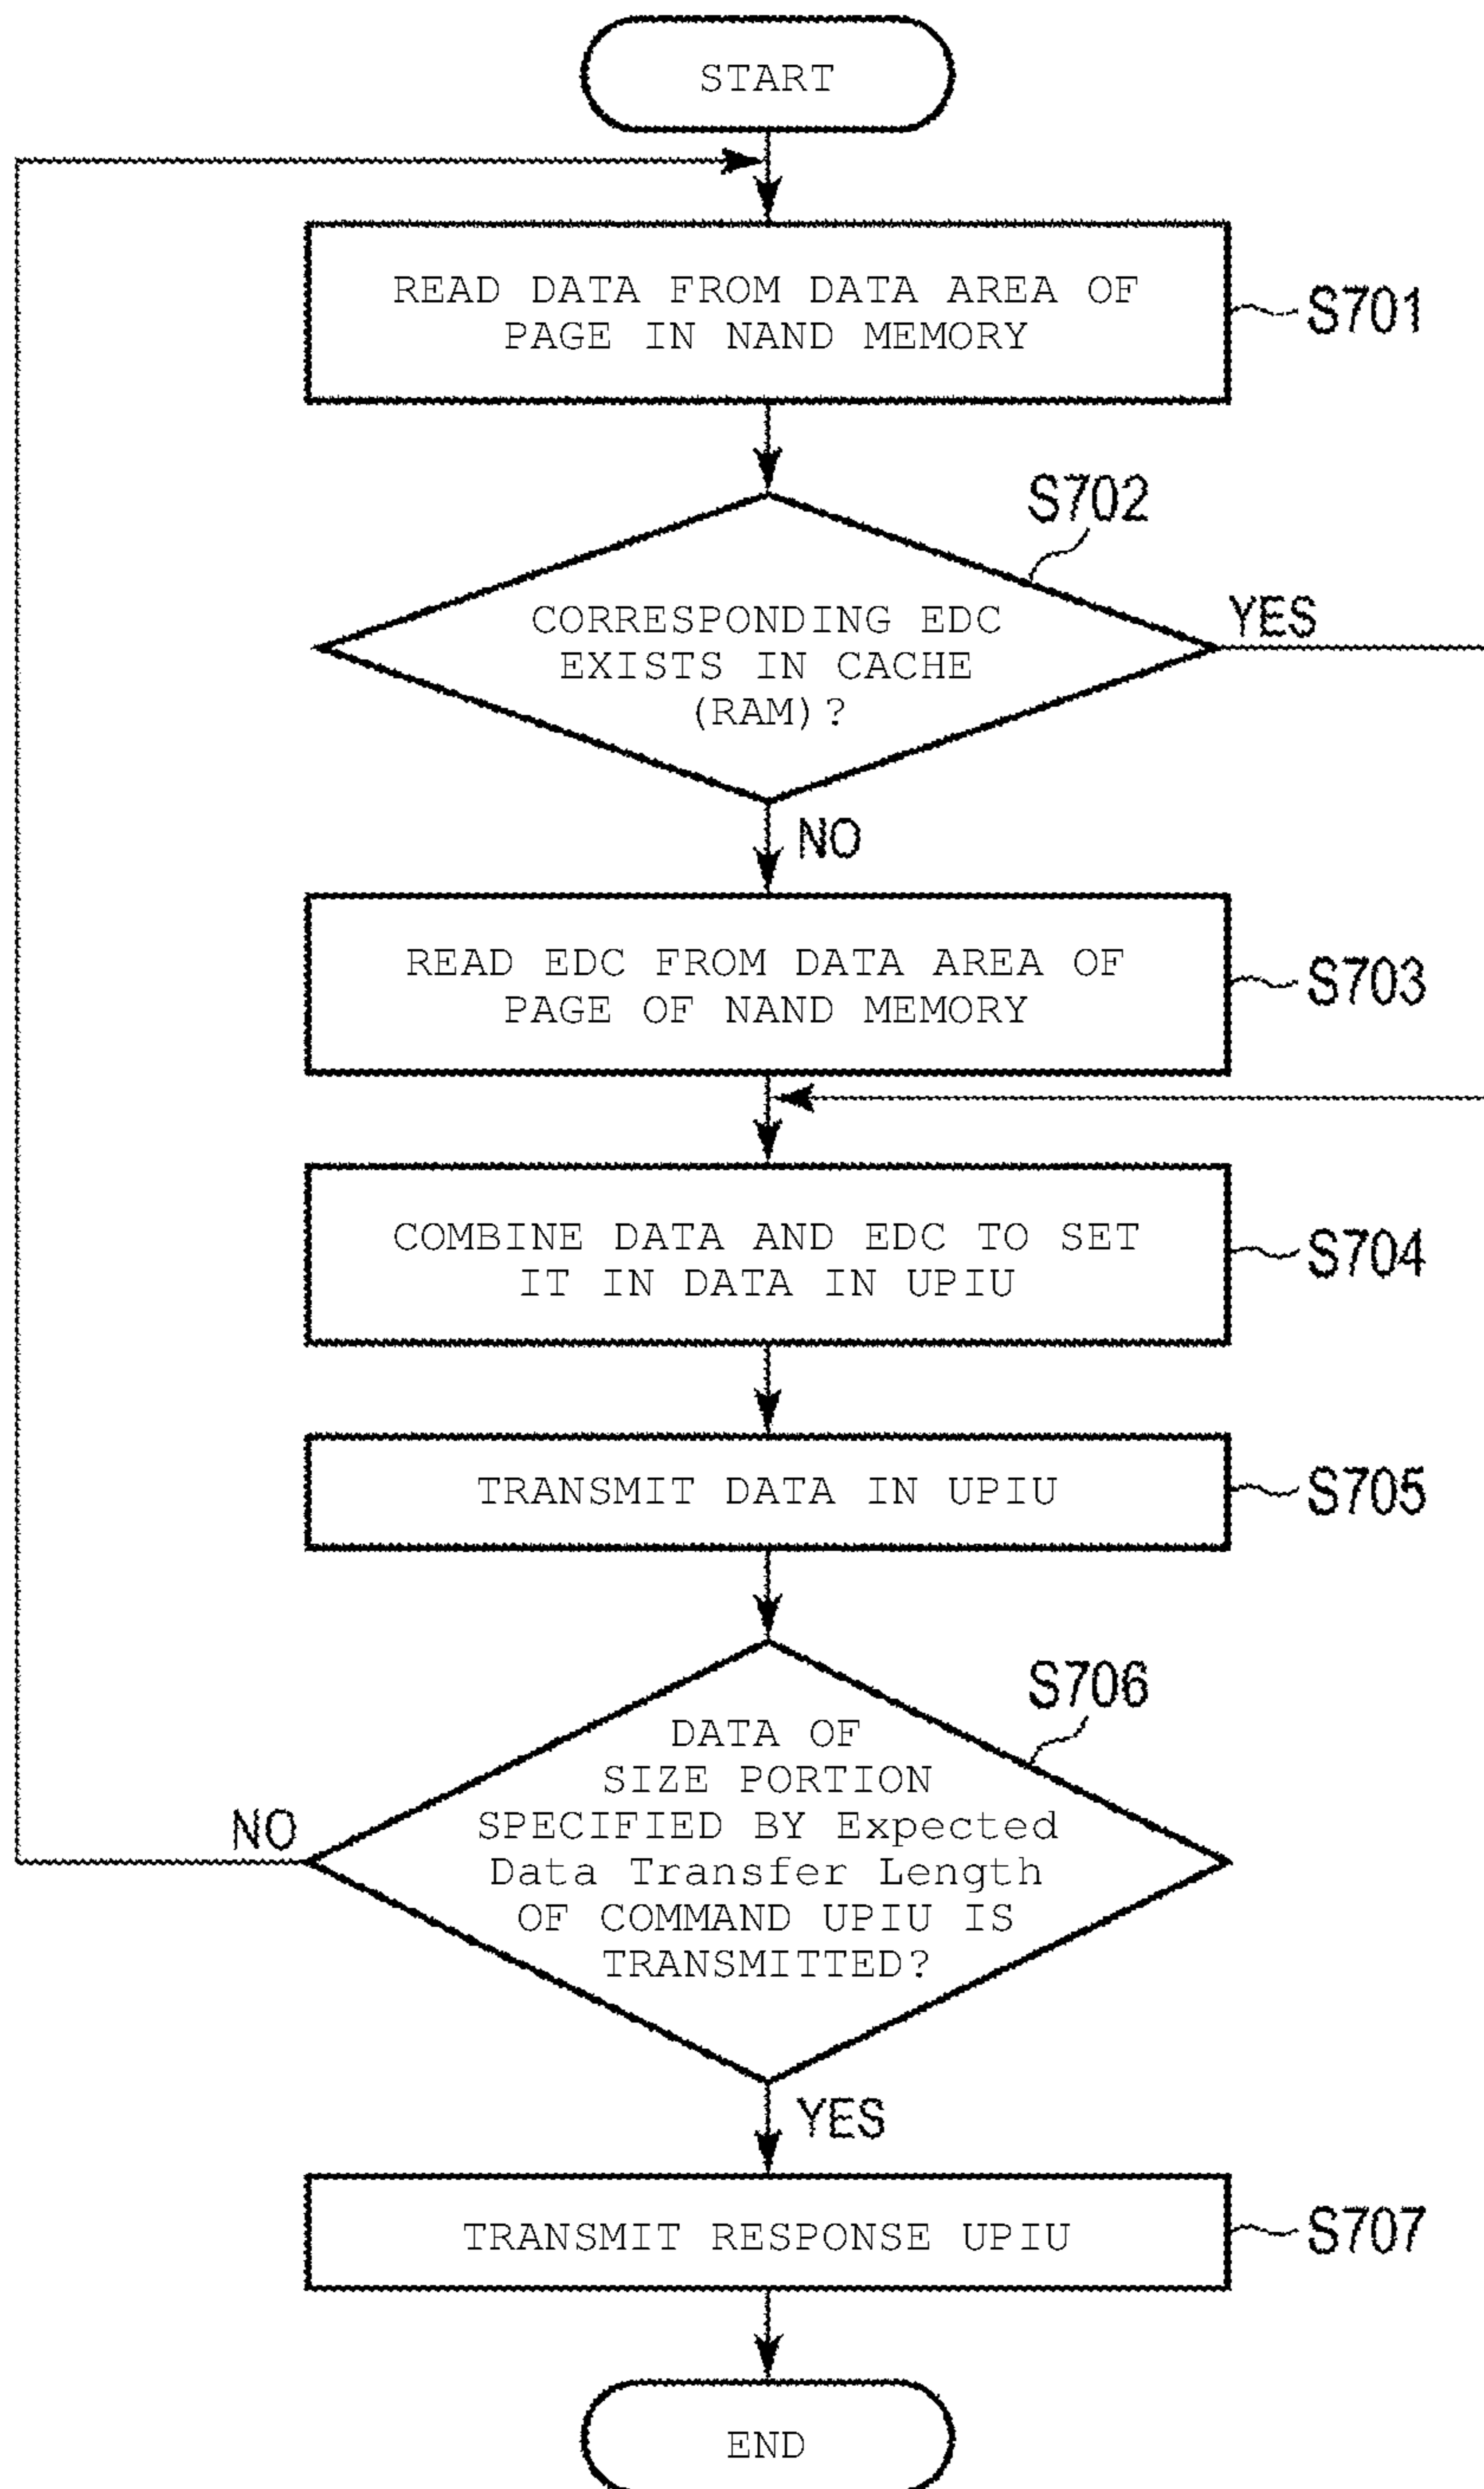 START
READ DATA FROM DATA AREA OF
PAGE IN NAND MEMORY
S701
S702
CORRESPONDING EDC
EXISTS IN CACHE
(RAM)?
YES
NO
READ EDC FROM DATA AREA OF
PAGE OF NAND MEMORY
S703
COMBINE DATA AND EDC TO SET
IT IN DATA IN UPIU
S704
TRANSMIT DATA IN UPIU
S705
S706
DATA OF
SIZE PORTION
SPECIFIED BY Expected
Data Transfer Length
OF COMMAND UPIU IS
TRANSMITTED?
NO
YES
TRANSMIT RESPONSE UPIU
S707
END